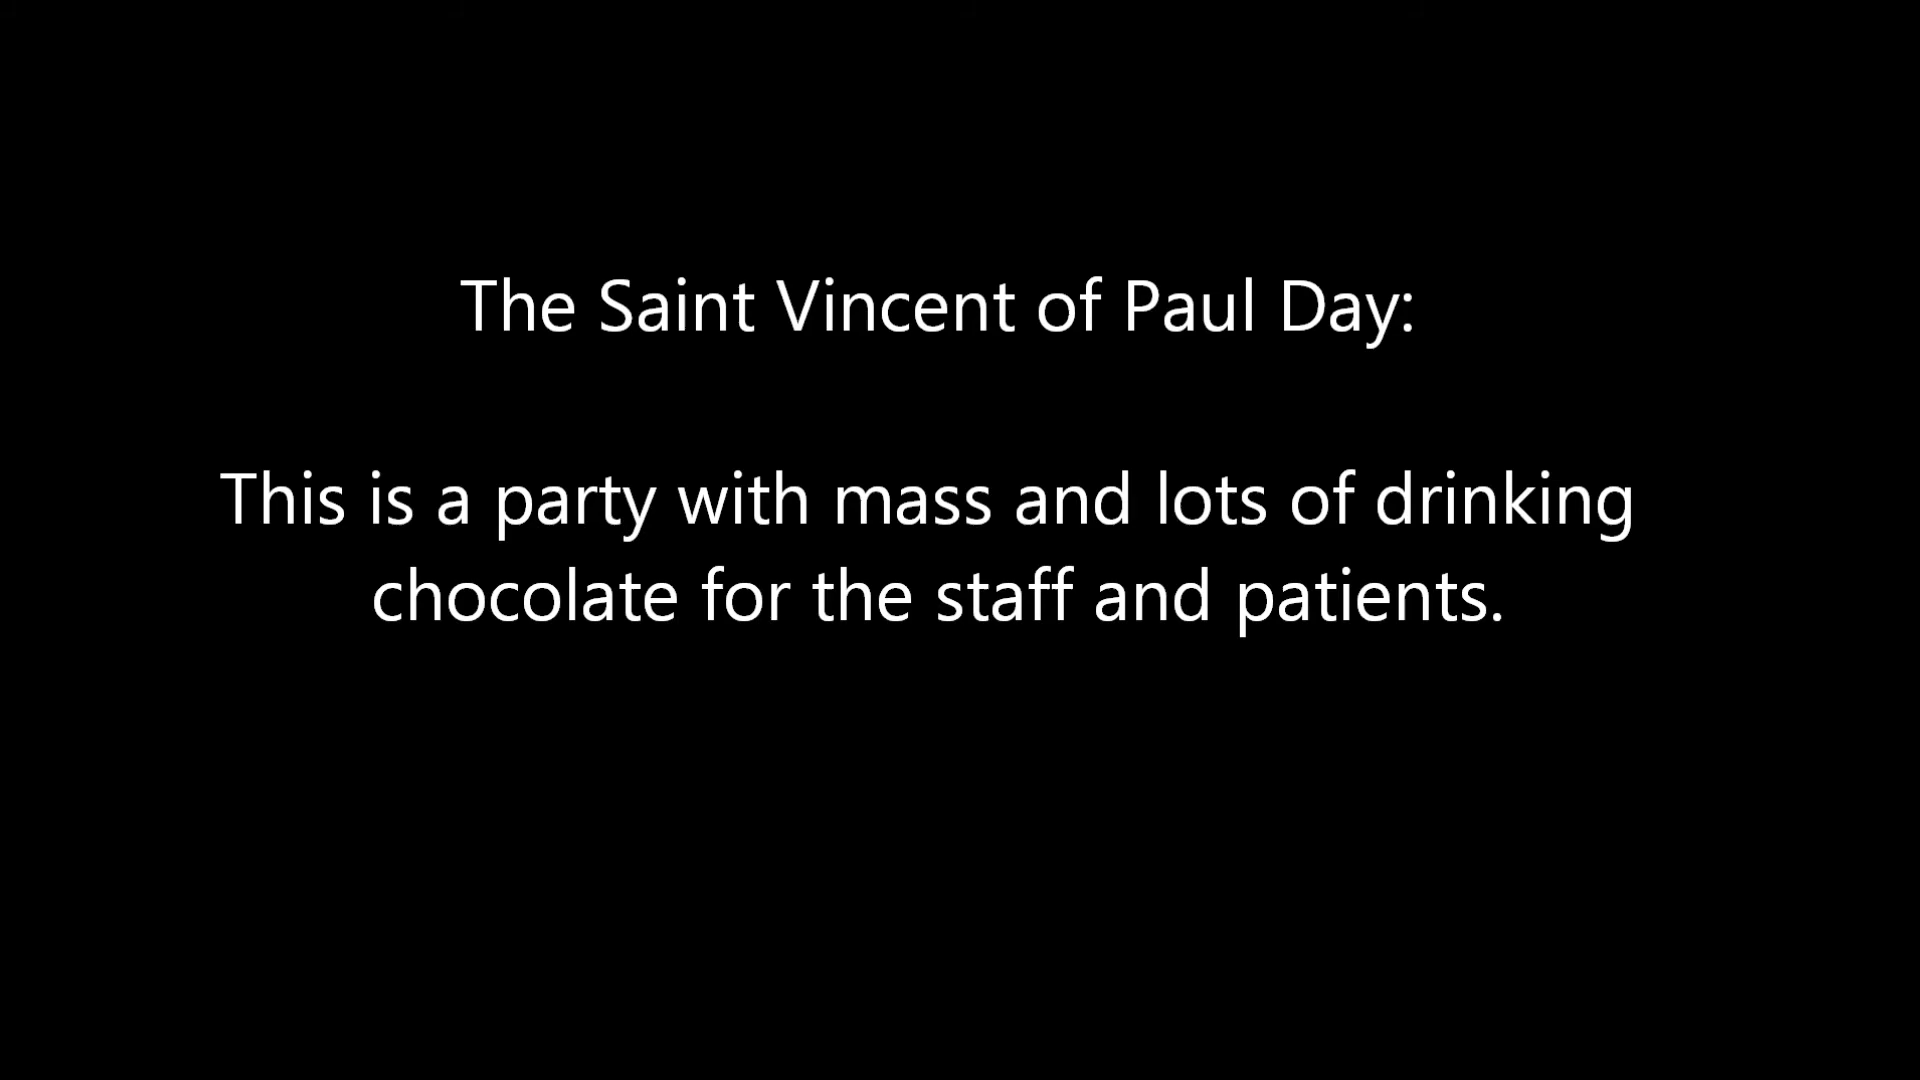 The Saint Vincent of Paul Day:
This is a party with mass and lots of drinking
chocolate for the staff and patients.